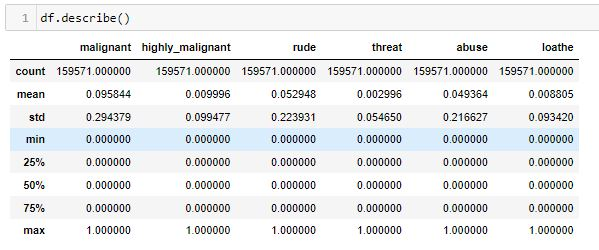 1 df.describe()
malignant highly_malignant rude threat abuse loathe
count 159571.000000 159571.000000 159571.000000 159571.000000 159571.000000 159571.000000
mean 0.095844 0.009996 0.052948 0.002996 0.049364 0.008805
std 0.294379 0.099477 0.223931 0.054650 0.216627 0.093420
min 0.000000 0.000000 0.000000 0.000000 0.000000 0.000000
25% 0.000000 0.000000 0.000000 0.000000 0.000000 0.000000
50% 0.000000 0.000000 0.000000 0.000000 0.000000 0.000000
75% 0.000000 0.000000 0.000000 0.000000 0.000000 0.000000
max 1.000000 1.000000 1.000000 1.000000 1.000000 1.000000